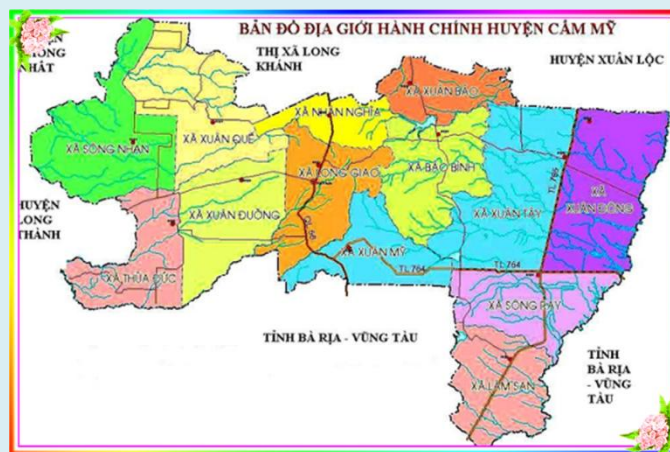 BẢN ĐỒ ĐỊA GIỚI HÀNH CHÍNH HUYỆN CẨM MỸ
THỊ XÃ LONG
KHÁNH
HUYỆN XUÂN LỘC
NHẤT
XÃ XUÂN BẢO
XÃ NHÂN NGHĨA
XÃ XUÂN QUẾ
XÃ SÔNG NHẠN
XÃ LONG GIAO
XÃ BẢO BÌNH
TL 765
XÃ
XUÂN ĐÔNG
HUYỆN
LONG
THÀNH
XÃ XUÂN ĐƯỜNG
XÃ XUÂN TÂY
XÃ XUÂN MỸ
TL 764
TL 764
XÃ THỪA ĐỨC
XÃ SÔNG RAY
TỈNH BÀ RỊA - VŨNG TÀU
TỈNH
BÀ RỊA
- VŨNG
TÀU
XÃ LÂM SAN